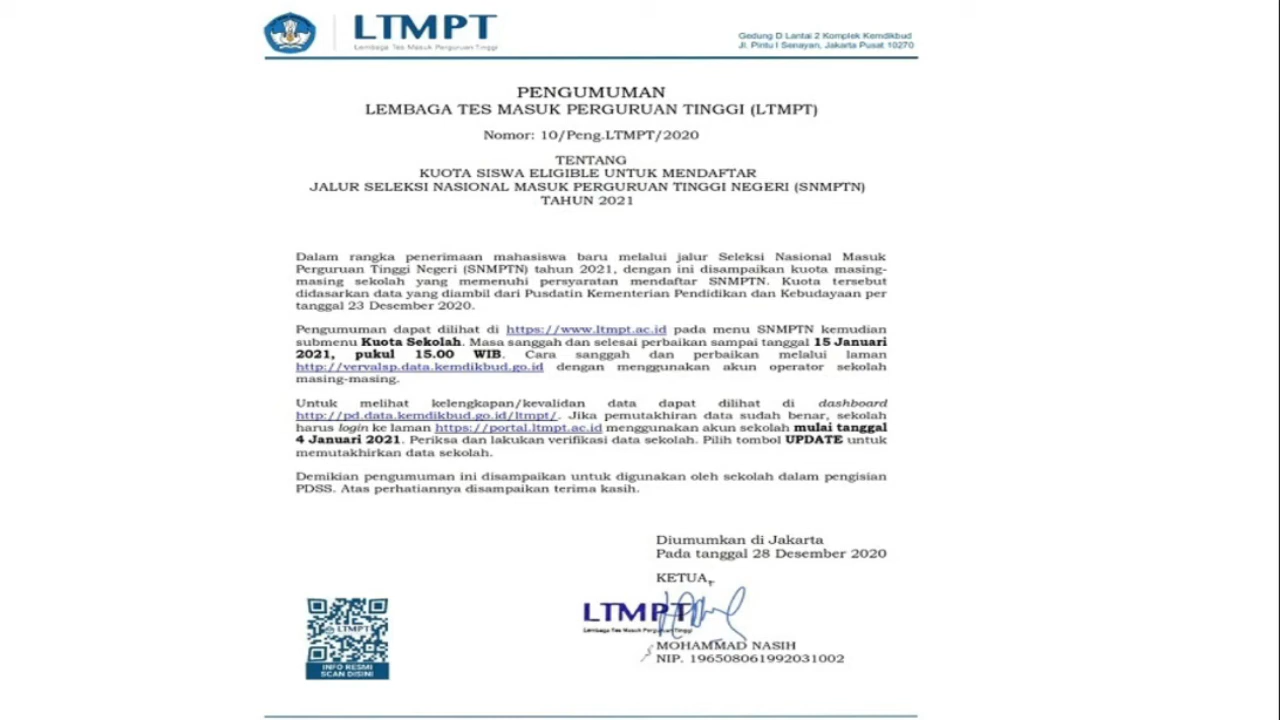 LTMPT
Lembaga Tes Masuk Perguruan Tinggi
Gedung D Lantai 2 Komplek Kemdikbud
Jl. Pintu I Senayan, Jakarta Pusat 10270
PENGUMUMAN
LEMBAGA TES MASUK PERGURUAN TINGGI (LTMPT)
Nomor: 10/Peng.LTMPT/2020
TENTANG
KUOTA SISWA ELIGIBLE UNTUK MENDAFTAR
JALUR SELEKSI NASIONAL MASUK PERGURUAN TINGGI NEGERI (SNMPTN)
TAHUN 2021
Dalam rangka penerimaan mahasiswa baru melalui jalur Seleksi Nasional Masuk
Perguruan Tinggi Negeri (SNMPTN) tahun 2021, dengan ini disampaikan kuota masing-
masing sekolah yang memenuhi persyaratan mendaftar SNMPTN. Kuota tersebut
didasarkan data yang diambil dari Pusdatin Kementerian Pendidikan dan Kebudayaan per
tanggal 23 Desember 2020.
Pengumuman dapat dilihat di https://www.ltmpt.ac.id pada menu SNMPTN kemudian
submenu Kuota Sekolah. Masa sanggah dan selesai perbaikan sampai tanggal 15 Januari
2021, pukul 15.00 WIB. Cara sanggah dan perbaikan melalui laman
http://vervalsp.data.kemdikbud.go.id dengan menggunakan akun operator sekolah
masing-masing.
Untuk melihat kelengkapan/kevalidan data dapat dilihat di dashboard
http://pd.data.kemdikbud.go.id/ltmpt/. Jika pemutakhiran data sudah benar, sekolah
harus login ke laman https://portal.ltmpt.ac.id menggunakan akun sekolah mulai tanggal
4 Januari 2021. Periksa dan lakukan verifikasi data sekolah. Pilih tombol UPDATE untuk
memutakhirkan data sekolah.
Demikian pengumuman ini disampaikan untuk digunakan oleh sekolah dalam pengisian
PDSS. Atas perhatiannya disampaikan terima kasih.
Diumumkan di Jakarta
Pada tanggal 28 Desember 2020
KETUA,
LTMPT
Lembaga Tes Masuk Perguruan Tinggi
MOHAMMAD NASIH
NIP. 196508061992031002
LTMPT
INFO RESMI
SCAN DISINI